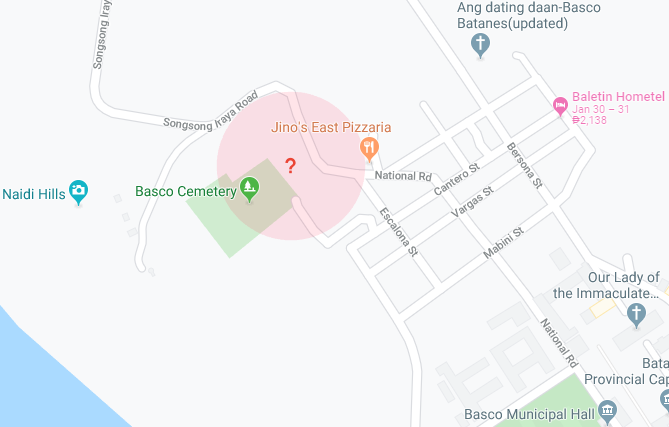 Songsong Iraya
Ang dating daan-Basco
Batanes(updated)
Baletin Hometel
Jan 30 – 31
₱2,138
Songsong Iraya Road
Jino's East Pizzaria
?
National Rd
Bersona St
Cantero St
Naidi Hills
Basco Cemetery
Vargas St
Escalona St
Mabini St
Our Lady of
the Immaculate...
National Rd
Bata
Provincial Cap
Basco Municipal Hall